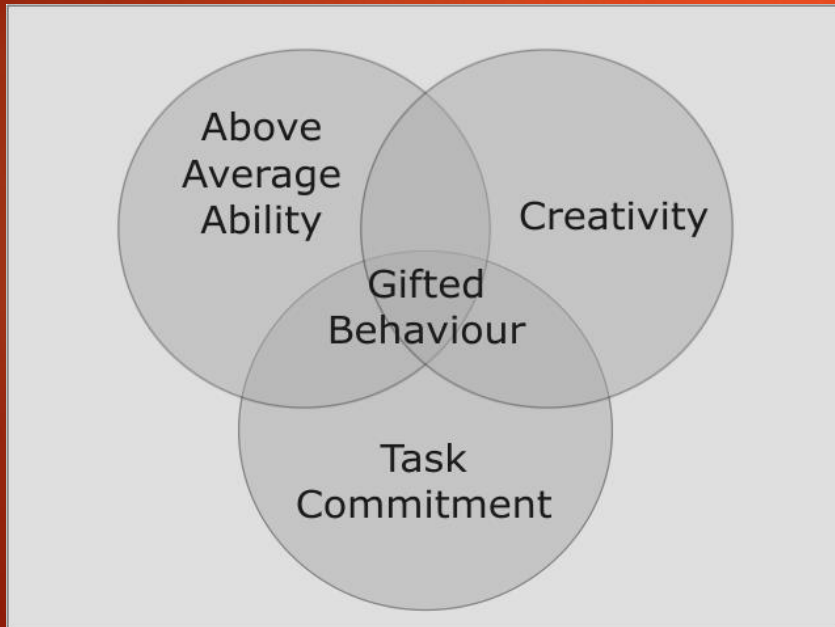 Above
Average
Ability
Creativity
Gifted
Behaviour
Task
Commitment